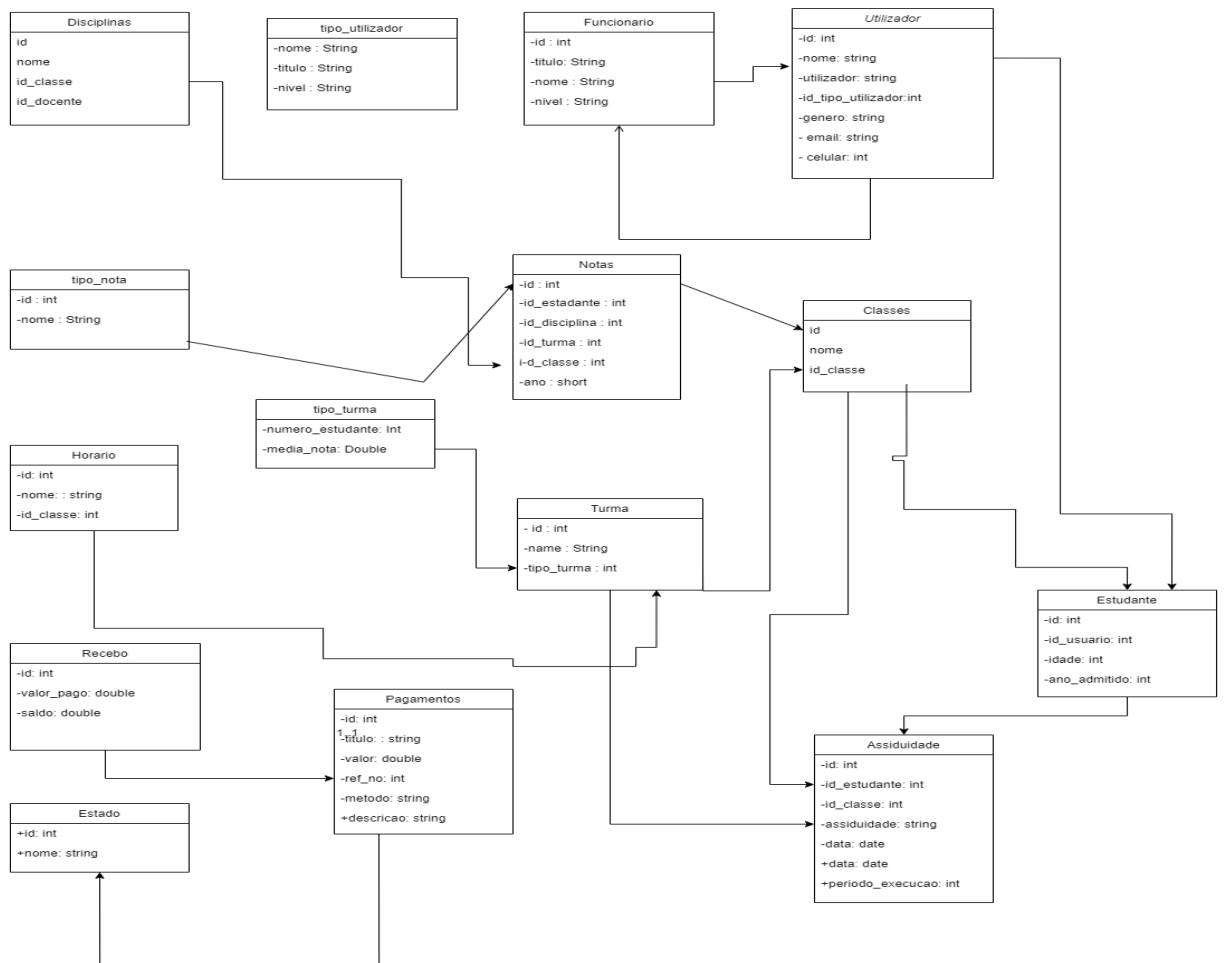 Disciplinas
id
nome
id_classe
id_docente
tipo_utilizador
-nome : String
-titulo : String
-nivel : String
Funcionario
-id : int
-titulo: String
-nome : String
-nivel : String
Utilizador
-id: int
-nome: string
-utilizador: string
-id_tipo_utilizador:int
-genero: string
- email: string
- celular: int
tipo_nota
-id : int
-nome : String
Notas
-id : int
-id_estadante : int
-id_disciplina : int
-id_turma : int
i-d_classe : int
-ano : short
Classes
id
nome
id_classe
tipo_turma
-numero_estudante: Int
-media_nota: Double
Horario
-id: int
-nome: : string
-id_classe: int
Turma
- id : int
-name : String
-tipo_turma : int
Estudante
-id: int
-id_usuario: int
-idade: int
-ano_admitido: int
Recebo
-id: int
-valor_pago: double
-saldo: double
Pagamentos
-id: int
1..1
-titulo: : string
-valor: double
-ref_no: int
-metodo: string
+descricao: string
Assiduidade
-id: int
-id_estudante: int
-id_classe: int
-assiduidade: string
-data: date
+data: date
+periodo_execucao: int
Estado
+id: int
+nome: string